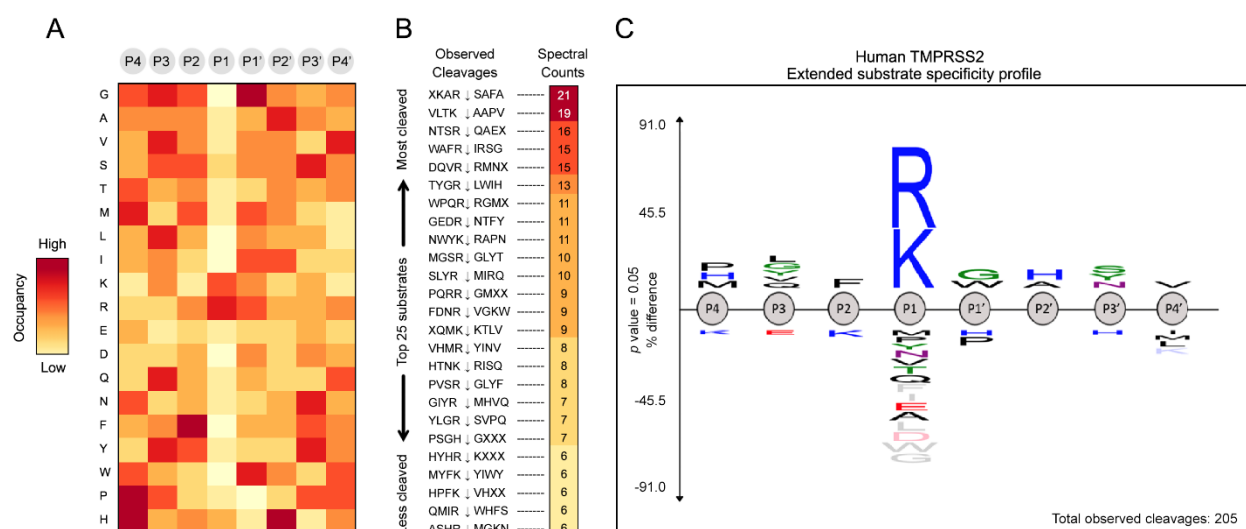 A
P4 P3 P2 P1 P1' P2' P3' P4'
G
A
V
S
T
M
L
I
K
R
E
D
Q
N
F
Y
W
P
H
High
Low
Occupancy
B
Observed Cleavages
Spectral Counts
XKAR ↓ SAFA ------- 21
VLTK ↓ AAPV ------- 19
NTSR ↓ QAEX ------- 16
WAFR ↓ IRSG ------- 15
DQVR ↓ RMNX ------- 15
TYGR ↓ LWIH ------- 13
WPQR ↓ RGMX ------- 11
GEDR ↓ NTFY ------- 11
NWYK ↓ RAPN ------- 11
MGSR ↓ GLYT ------- 10
SLYR ↓ MIRQ ------- 10
PQRR ↓ GMXX ------- 9
FDNR ↓ VGKW ------- 9
XQMK ↓ KTLV ------- 9
VHMR ↓ YINV ------- 8
HTNK ↓ RISQ ------- 8
PVSR ↓ GLYF ------- 8
GIYR ↓ MHVQ ------- 7
YLGR ↓ SVPQ ------- 7
PSGH ↓ GXXX ------- 7
HYHR ↓ KXXX ------- 6
MYFK ↓ YIWY ------- 6
HPFK ↓ VHXX ------- 6
QMIR ↓ WHFS ------- 6
ASHR ↓ MGKN ------- 6
Most cleaved
Top 25 substrates
Less cleaved
C
Human TMPRSS2
Extended substrate specificity profile
91.0
45.5
-45.5
-91.0
p value = 0.05
% difference
P H M
L G Y V Q
F
R K
G W
H A
S Y N
V
P4 P3 P2 P1 P1' P2' P3' P4'
K
E
K
Q
E
A
L
D
W
G
H
P
H
Total observed cleavages: 205